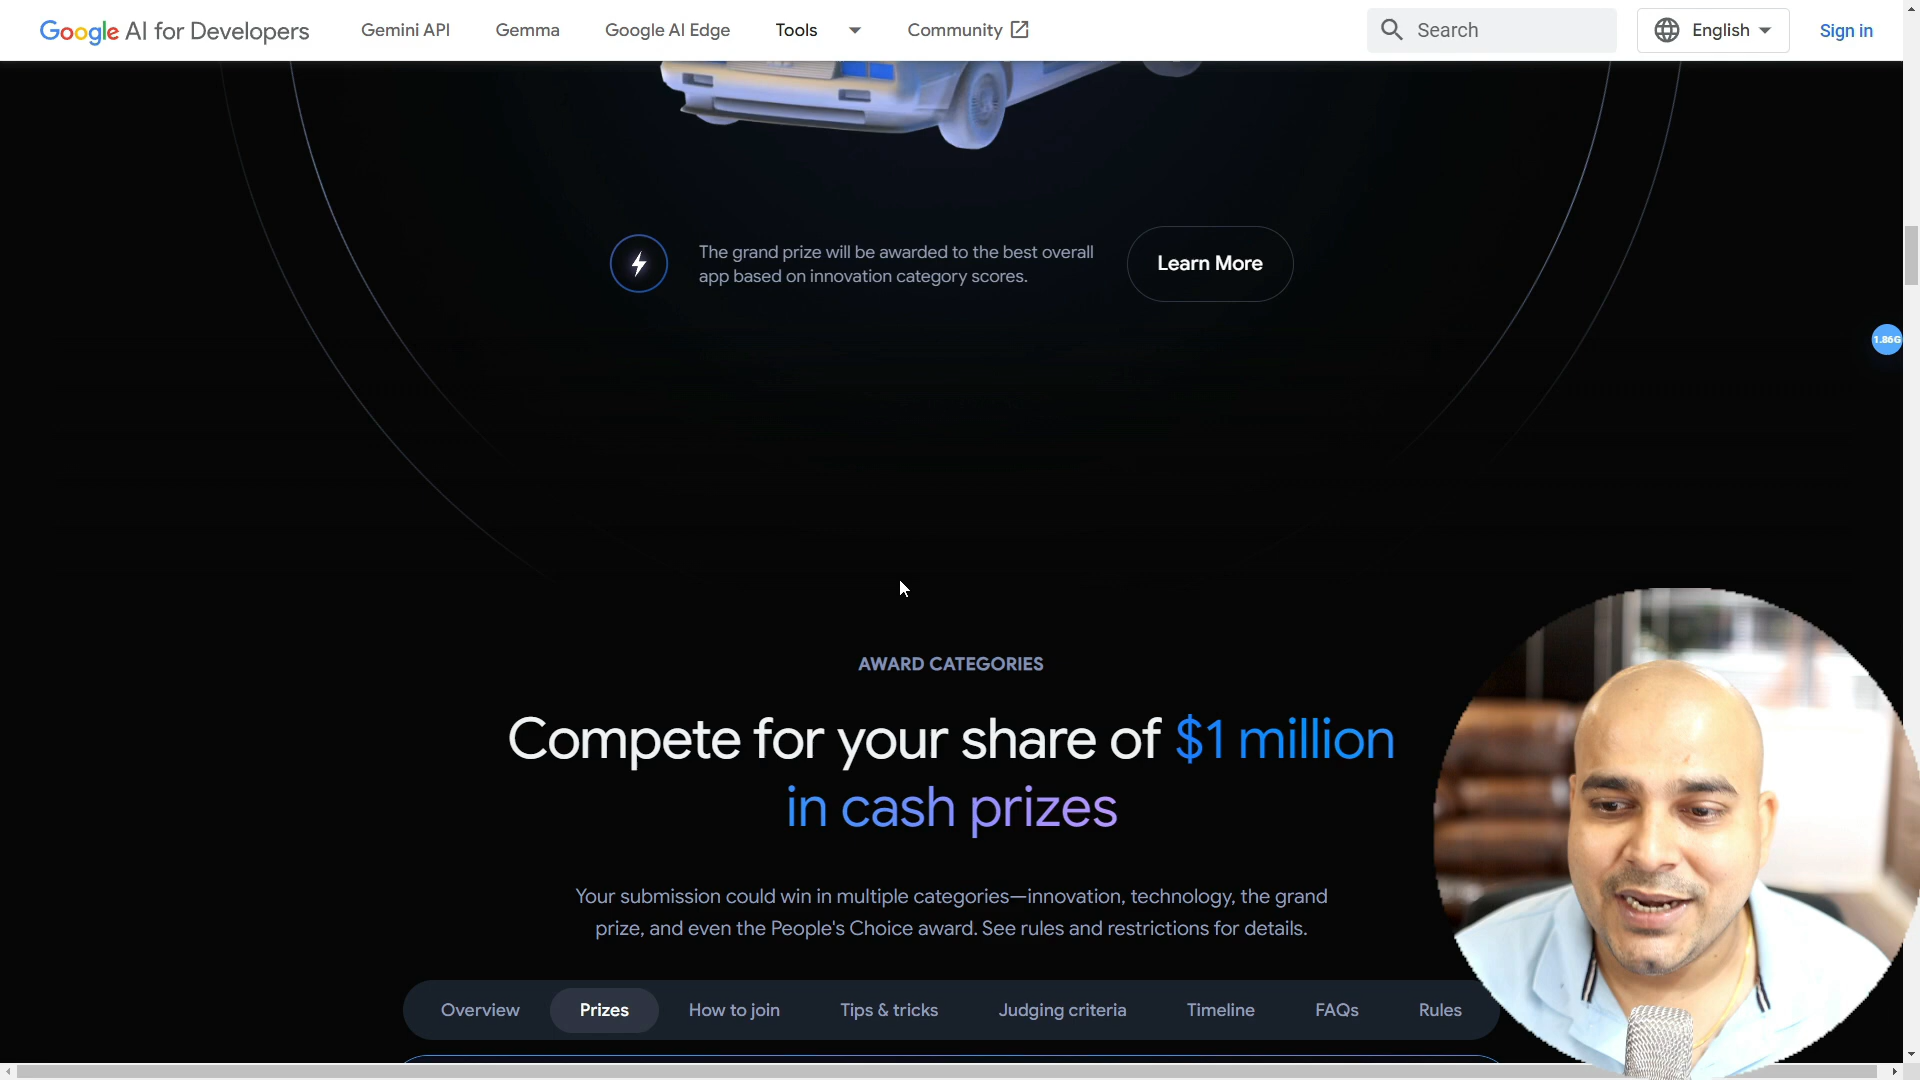 Google AI for Developers
Gemini API
Gemma
Google AI Edge
Tools
Community
Search
English
Sign in
The grand prize will be awarded to the best overall
app based on innovation category scores.
Learn More
1.86G
AWARD CATEGORIES
Compete for your share of $1 million
in cash prizes
Your submission could win in multiple categories—innovation, technology, the grand
prize, and even the People's Choice award. See rules and restrictions for details.
Overview
Prizes
How to join
Tips & tricks
Judging criteria
Timeline
FAQs
Rules